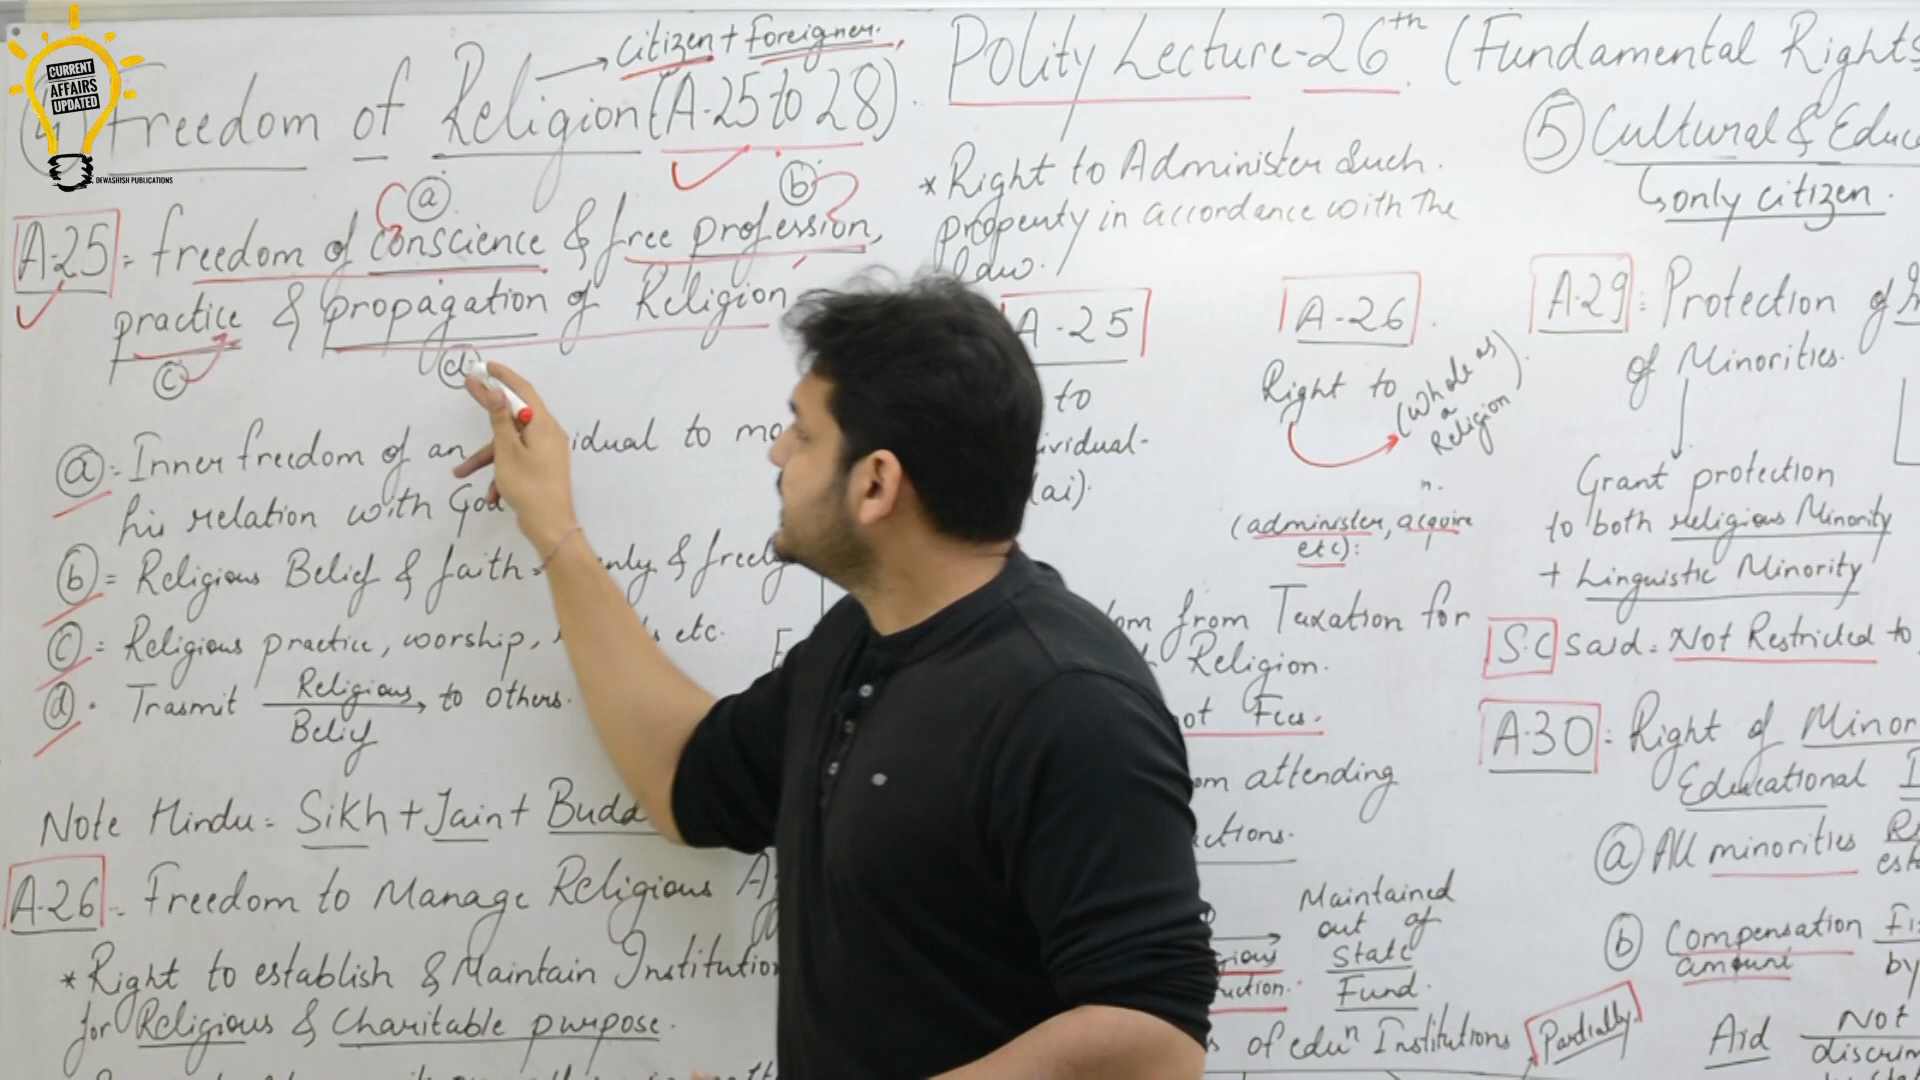 CURRENT
AFFAIRS
UPDATED
DEWASHISH PUBLICATIONS
④ Freedom of Religion (A.25 to 28).
→ Citizen + Foreigner.
A.25 = freedom of conscience & free profession,
practice & propagation of Religion
ⓐ
ⓑ
ⓒ
ⓓ
ⓐ = Inner freedom of an
to
his relation with God
ⓑ = Religious Belief & faith
& freely
ⓒ = Religious practice, worship,
etc.
ⓓ . Trasmit Religious Belief → to others.
Note Hindu = Sikh + Jain +
A.26 = Freedom to Manage Religious
* Right to establish & Maintain
for Religious & Charitable purpose.
Polity Lecture-26th (Fundamental Rights
* Right to Administer Such
property in accordance with the
law.
A.25
to
A.26.
Right to (Whole as a Religion).
(administer, acquire
etc):
from Taxation for
Religion.
Fees.
attending
Maintained
out of
State
Fund.
of eduⁿ Institutions
Partially.
⑤ Cultural &
↳ only citizen.
A.29 : Protection of
of Minorities.
Grant protection
to both religious Minority
+ Linguistic Minority
S.C said = Not Restricted to
A.30 : Right of
Educational
ⓐ All minorities
ⓑ Compensation
amount
by
Aid Not